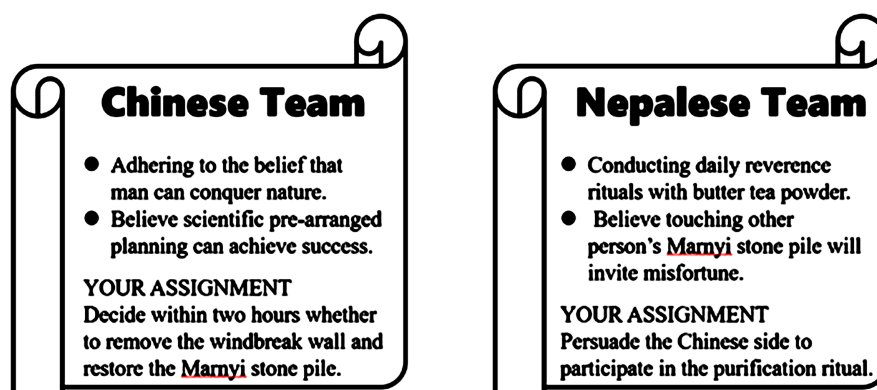 Chinese Team
● Adhering to the belief that
man can conquer nature.
● Believe scientific pre-arranged
planning can achieve success.
YOUR ASSIGNMENT
Decide within two hours whether
to remove the windbreak wall and
restore the Marnyi stone pile.
Nepalese Team
● Conducting daily reverence
rituals with butter tea powder.
● Believe touching other
person's Marnyi stone pile will
invite misfortune.
YOUR ASSIGNMENT
Persuade the Chinese side to
participate in the purification ritual.